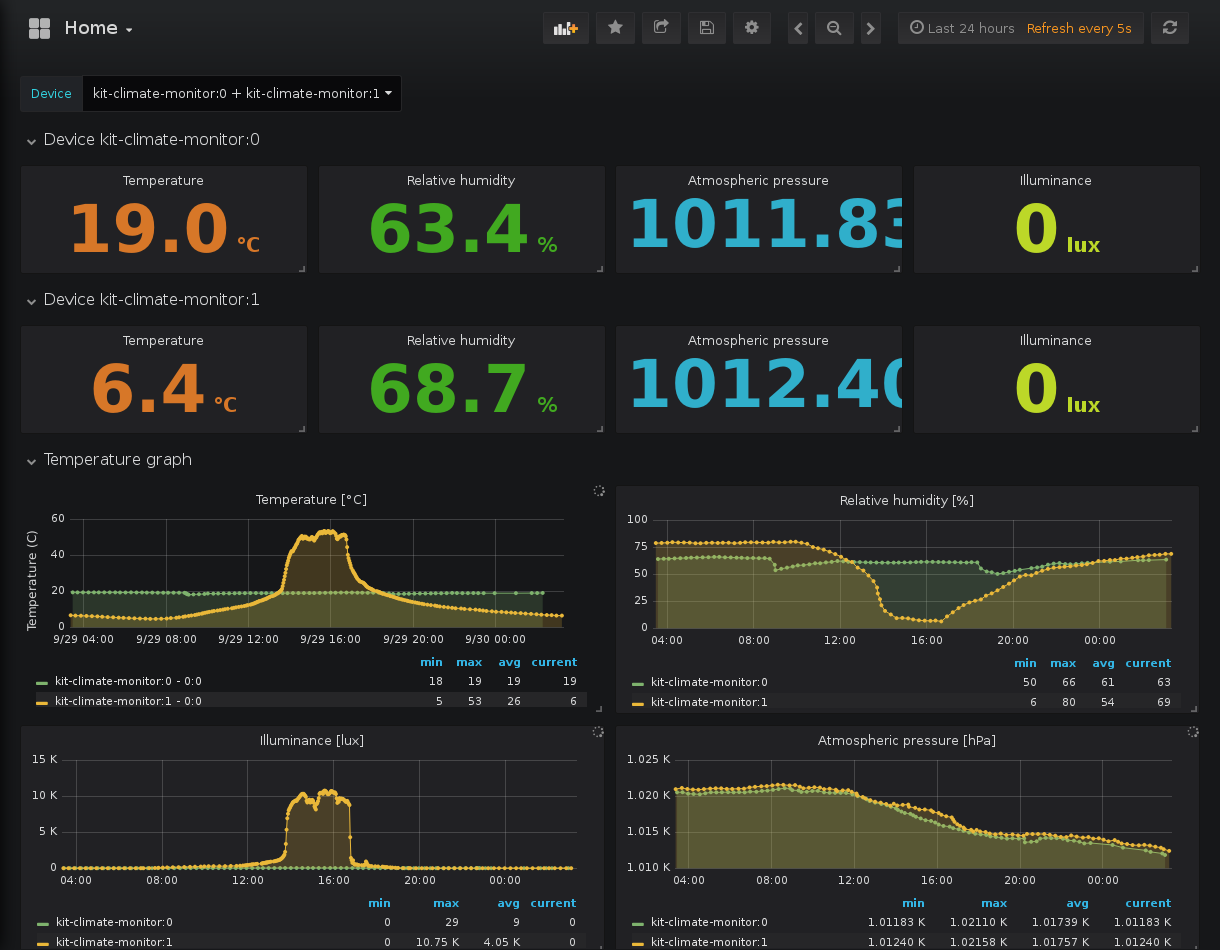 Home
Last 24 hours Refresh every 5s
Device kit-climate-monitor:0 + kit-climate-monitor:1
Device kit-climate-monitor:0
Temperature Relative humidity Atmospheric pressure Illuminance
19.0 °C 63.4 % 1011.83 0 lux
Device kit-climate-monitor:1
Temperature Relative humidity Atmospheric pressure Illuminance
6.4 °C 68.7 % 1012.40 0 lux
Temperature graph
Temperature [°C]
Temperature (C)
60
40
20
0
9/29 04:00 9/29 08:00 9/29 12:00 9/29 16:00 9/29 20:00 9/30 00:00
min max avg current
kit-climate-monitor:0 - 0:0 18 19 19 19
kit-climate-monitor:1 - 0:0 5 53 26 6
Relative humidity [%]
100
75
50
25
0
04:00 08:00 12:00 16:00 20:00 00:00
min max avg current
kit-climate-monitor:0 50 66 61 63
kit-climate-monitor:1 6 80 54 69
Illuminance [lux]
15 K
10 K
5 K
0
04:00 08:00 12:00 16:00 20:00 00:00
min max avg current
kit-climate-monitor:0 0 29 9 0
kit-climate-monitor:1 0 10.75 K 4.05 K 0
Atmospheric pressure [hPa]
1.025 K
1.020 K
1.015 K
1.010 K
04:00 08:00 12:00 16:00 20:00 00:00
min max avg current
kit-climate-monitor:0 1.01183 K 1.02110 K 1.01739 K 1.01183 K
kit-climate-monitor:1 1.01240 K 1.02158 K 1.01757 K 1.01240 K